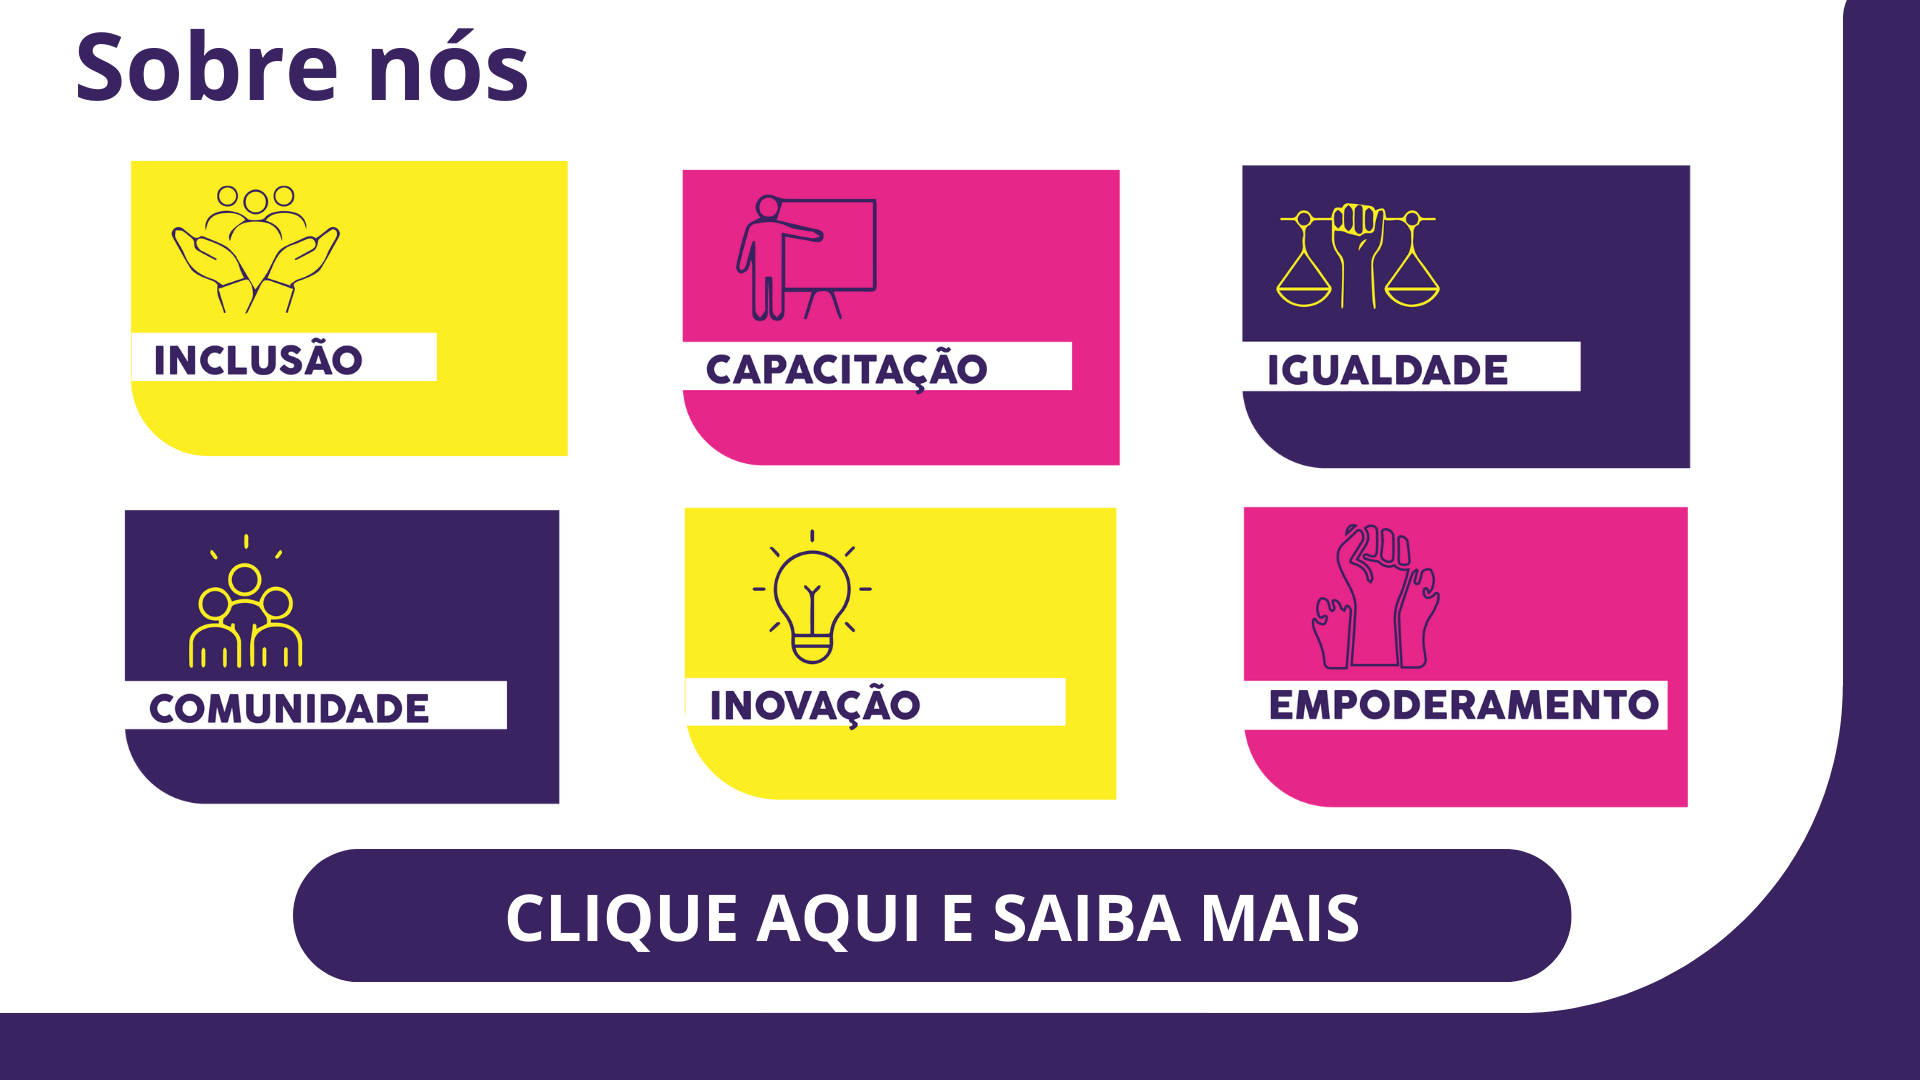 Sobre nós
INCLUSÃO
CAPACITAÇÃO
IGUALDADE
COMUNIDADE
INOVAÇÃO
EMPODERAMENTO
CLIQUE AQUI E SAIBA MAIS